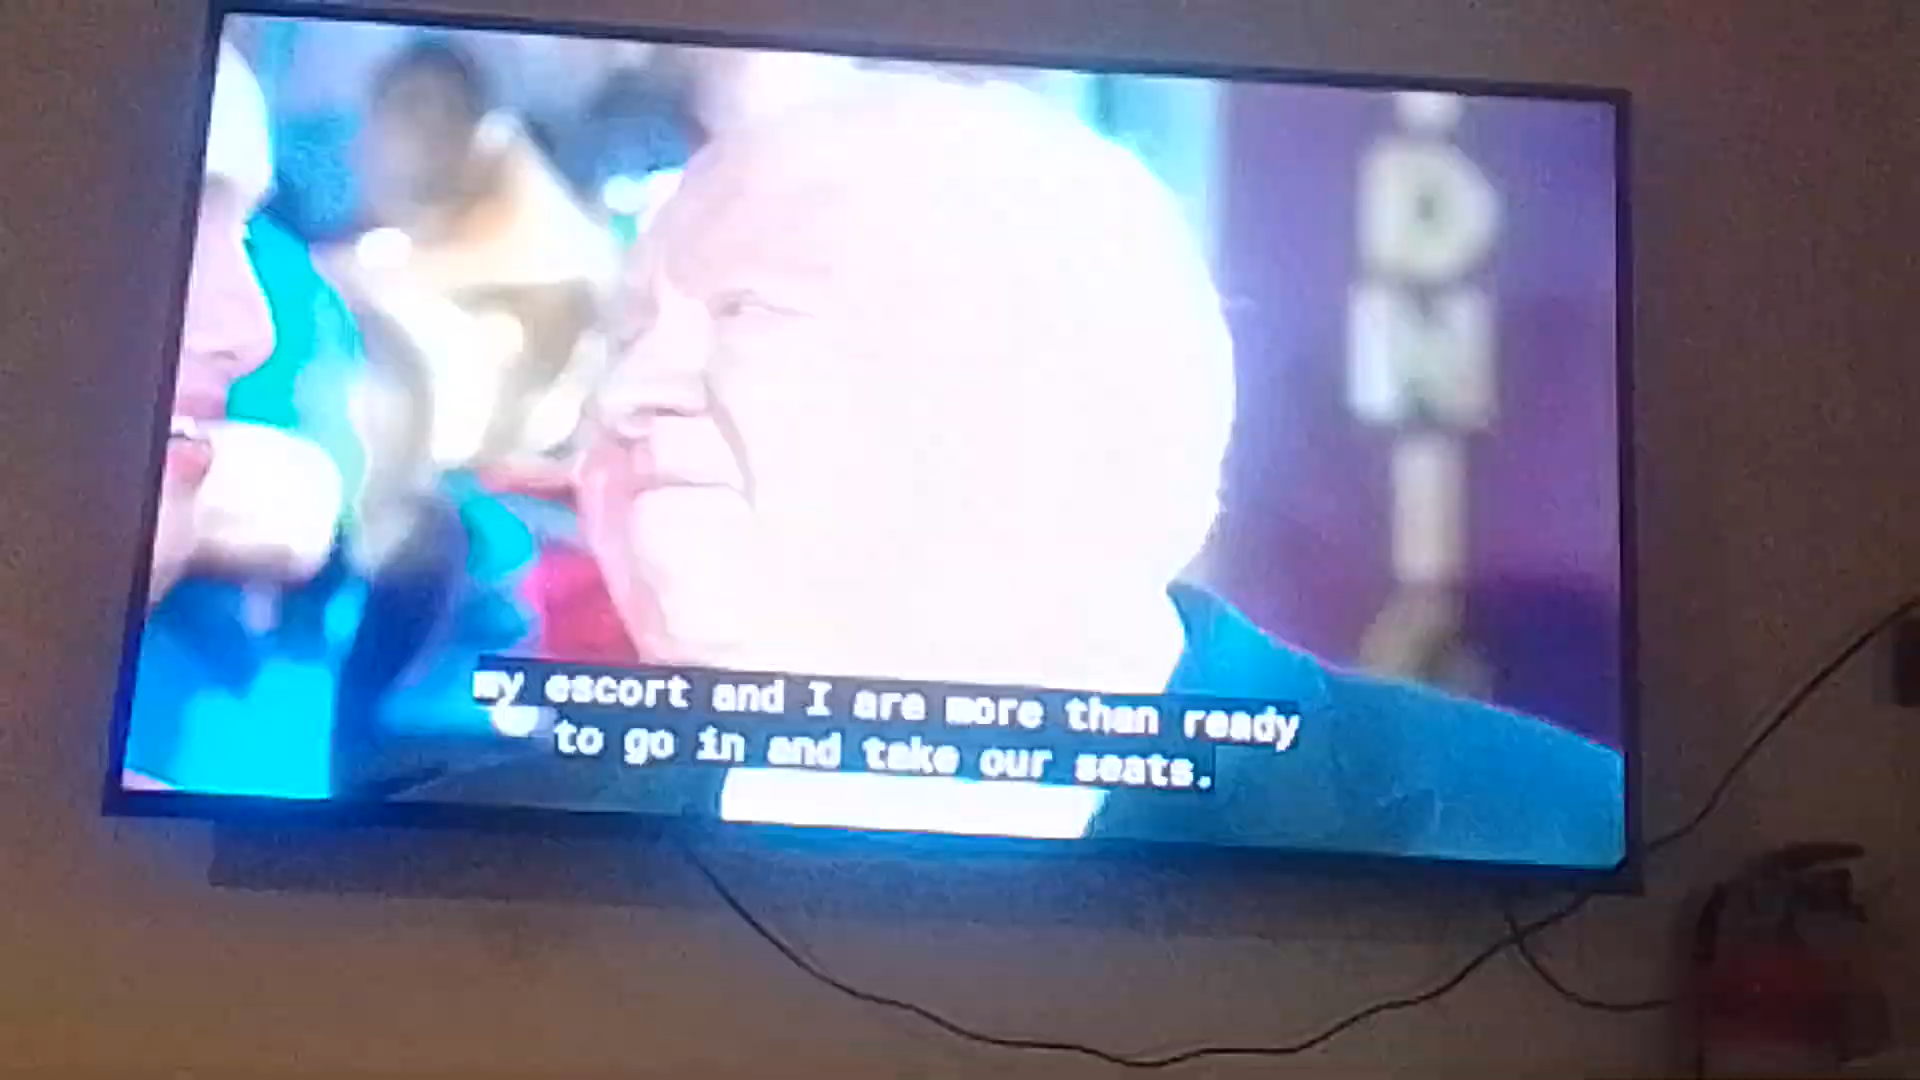 my escort and I are more than ready
to go in and take our seats.